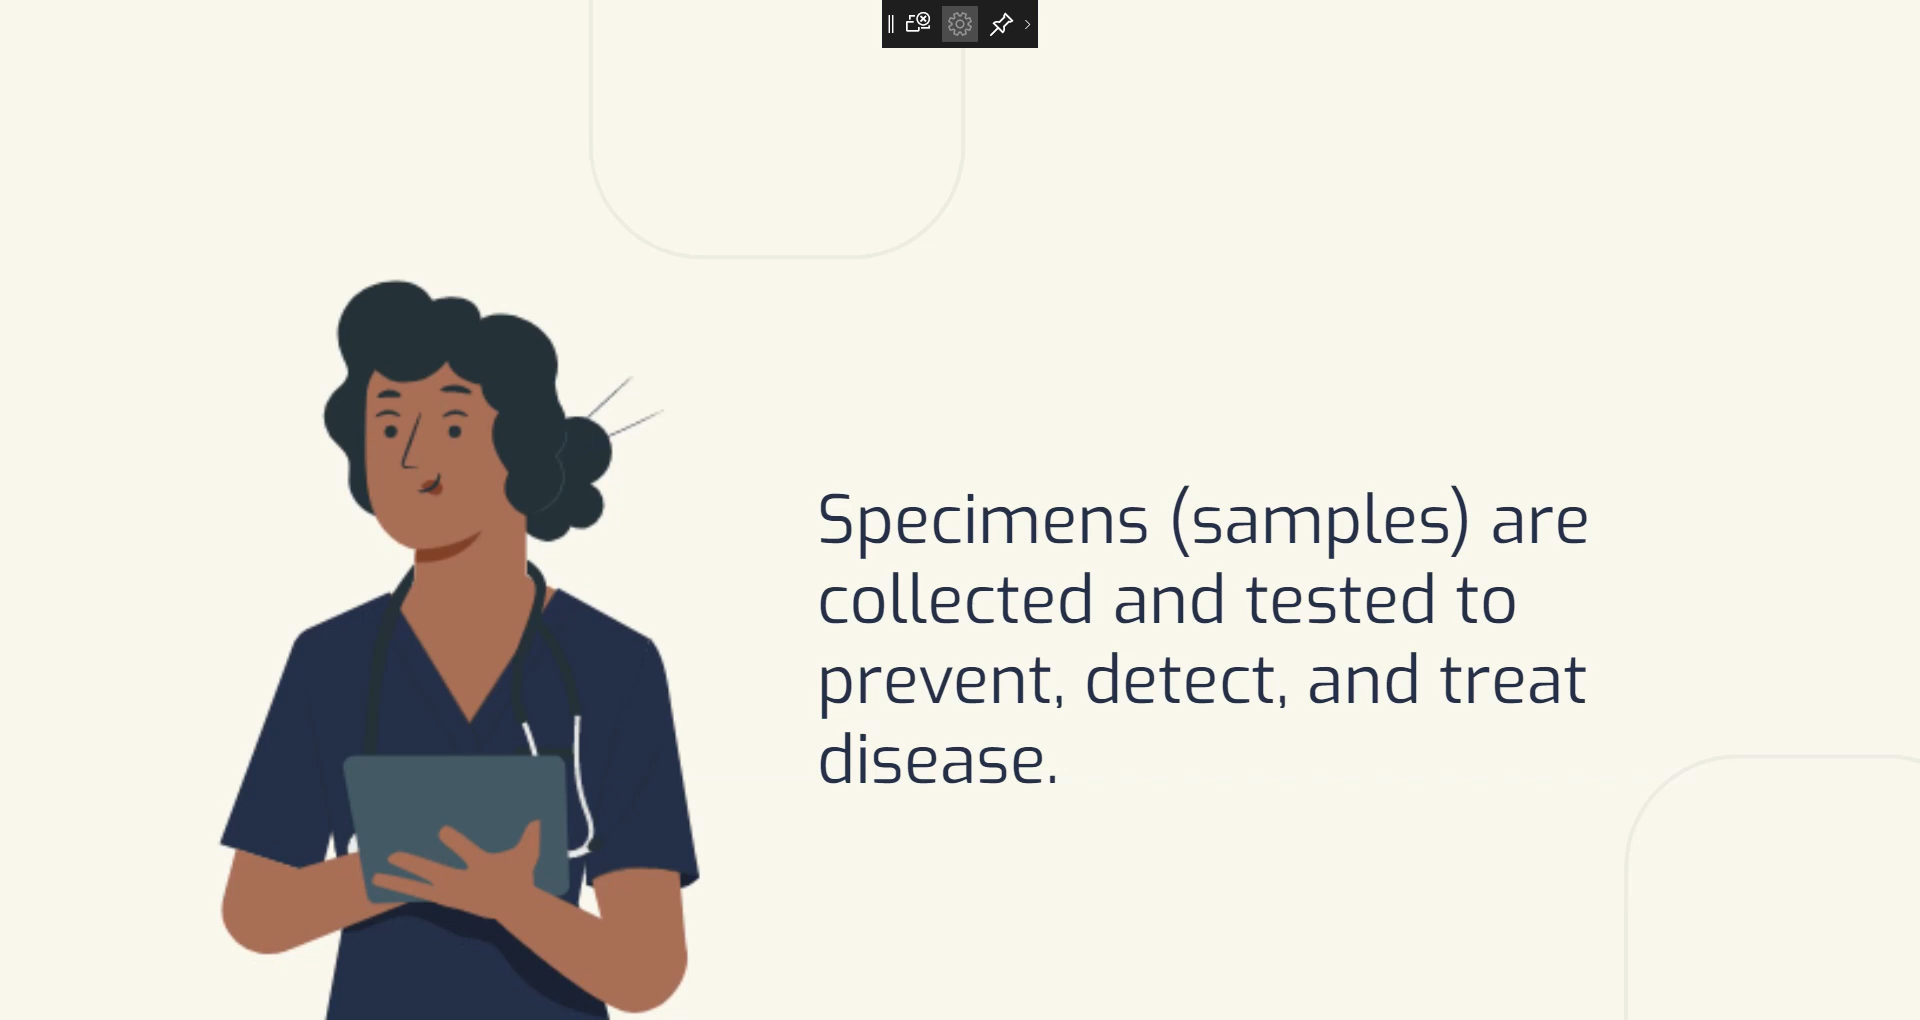 Specimens (samples) are
collected and tested to
prevent, detect, and treat
disease.